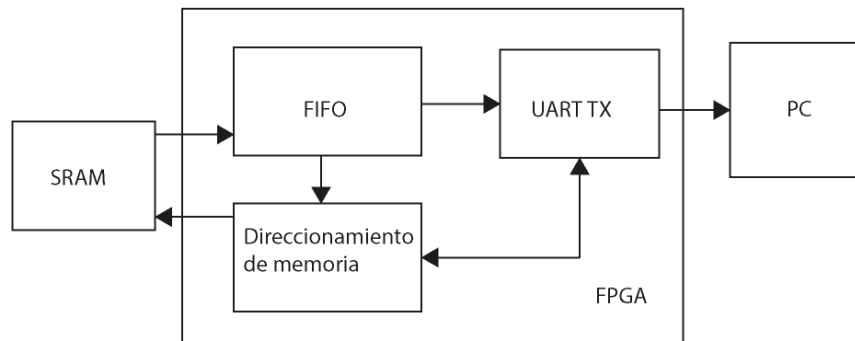 FIFO
UART TX
PC
SRAM
Direccionamiento
de memoria
FPGA